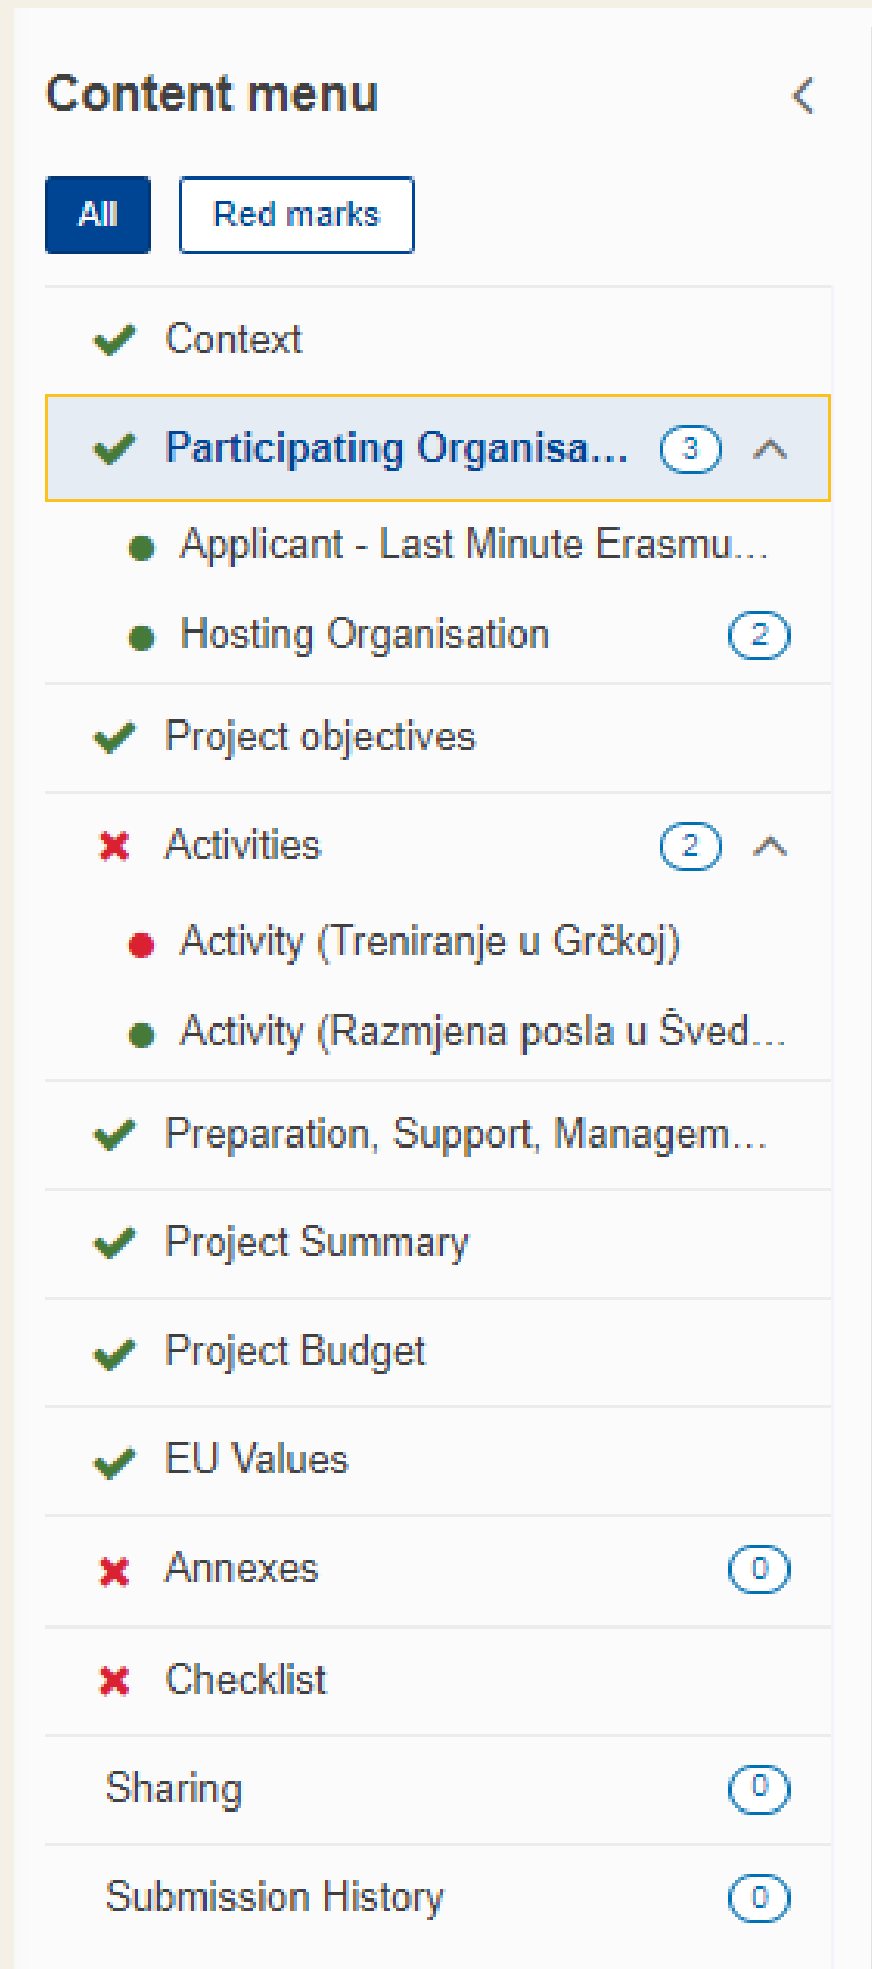 Content menu
All Red marks
Context
Participating Organisa... 3
Applicant - Last Minute Erasmu...
Hosting Organisation 2
Project objectives
Activities 2
Activity (Treniranje u Grčkoj)
Activity (Razmjena posla u Šved...
Preparation, Support, Managem...
Project Summary
Project Budget
EU Values
Annexes 0
Checklist
Sharing 0
Submission History 0